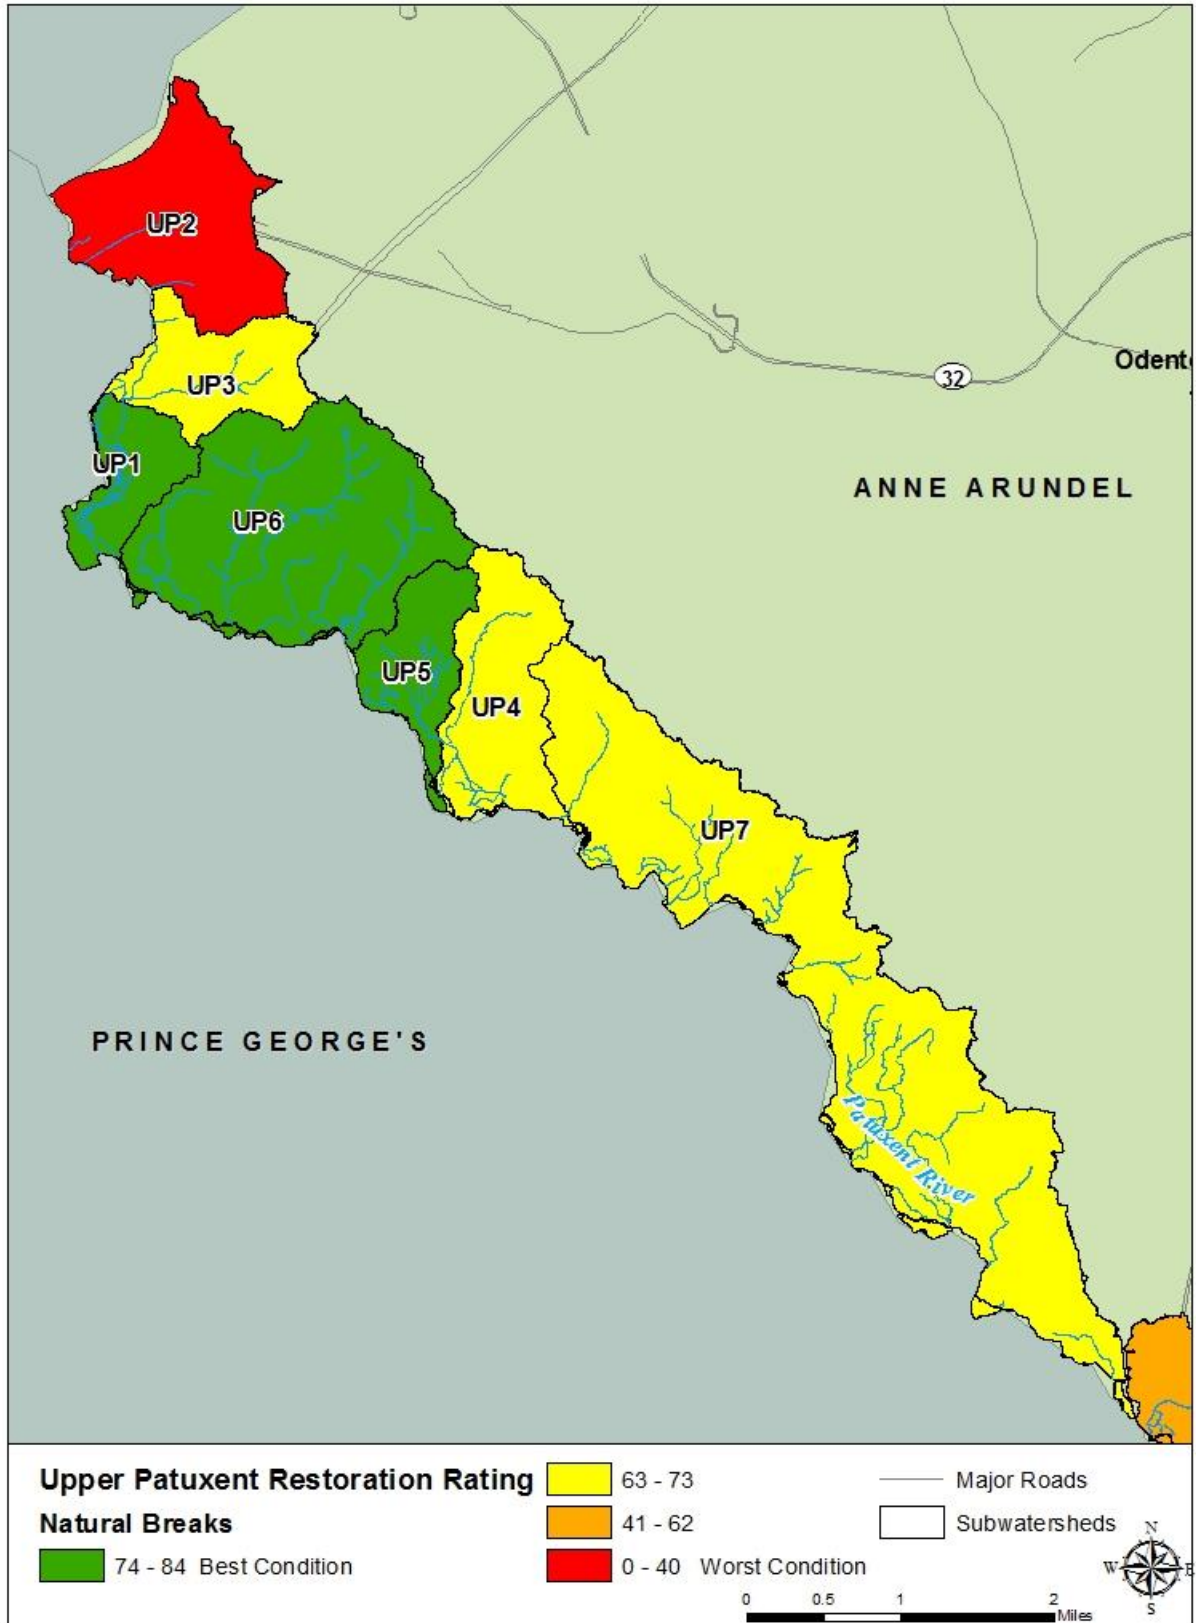 UP2
UP3
32
Odent
UP1
ANNE ARUNDEL
UP6
UP5
UP4
UP7
PRINCE GEORGE'S
Patuxent River
Upper Patuxent Restoration Rating
Natural Breaks
74 - 84 Best Condition
63 - 73
41 - 62
0 - 40 Worst Condition
Major Roads
Subwatersheds
N
W E
S
0 0.5 1 2
Miles